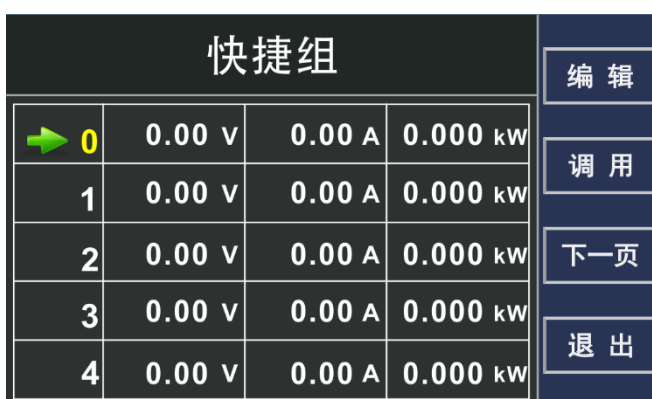 快捷组
0 0.00 V 0.00 A 0.000 kW
1 0.00 V 0.00 A 0.000 kW
2 0.00 V 0.00 A 0.000 kW
3 0.00 V 0.00 A 0.000 kW
4 0.00 V 0.00 A 0.000 kW
编 辑
调 用
下一页
退 出